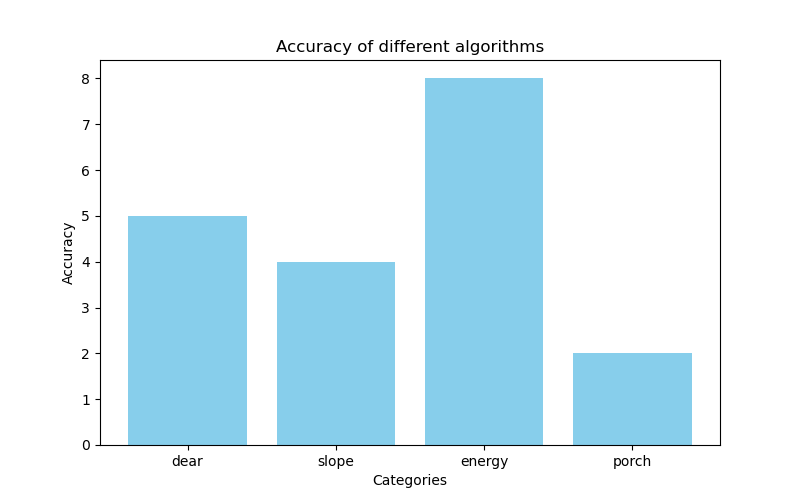 Accuracy of different algorithms
Accuracy
8
7
6
5
4
3
2
1
0
dear slope energy porch
Categories